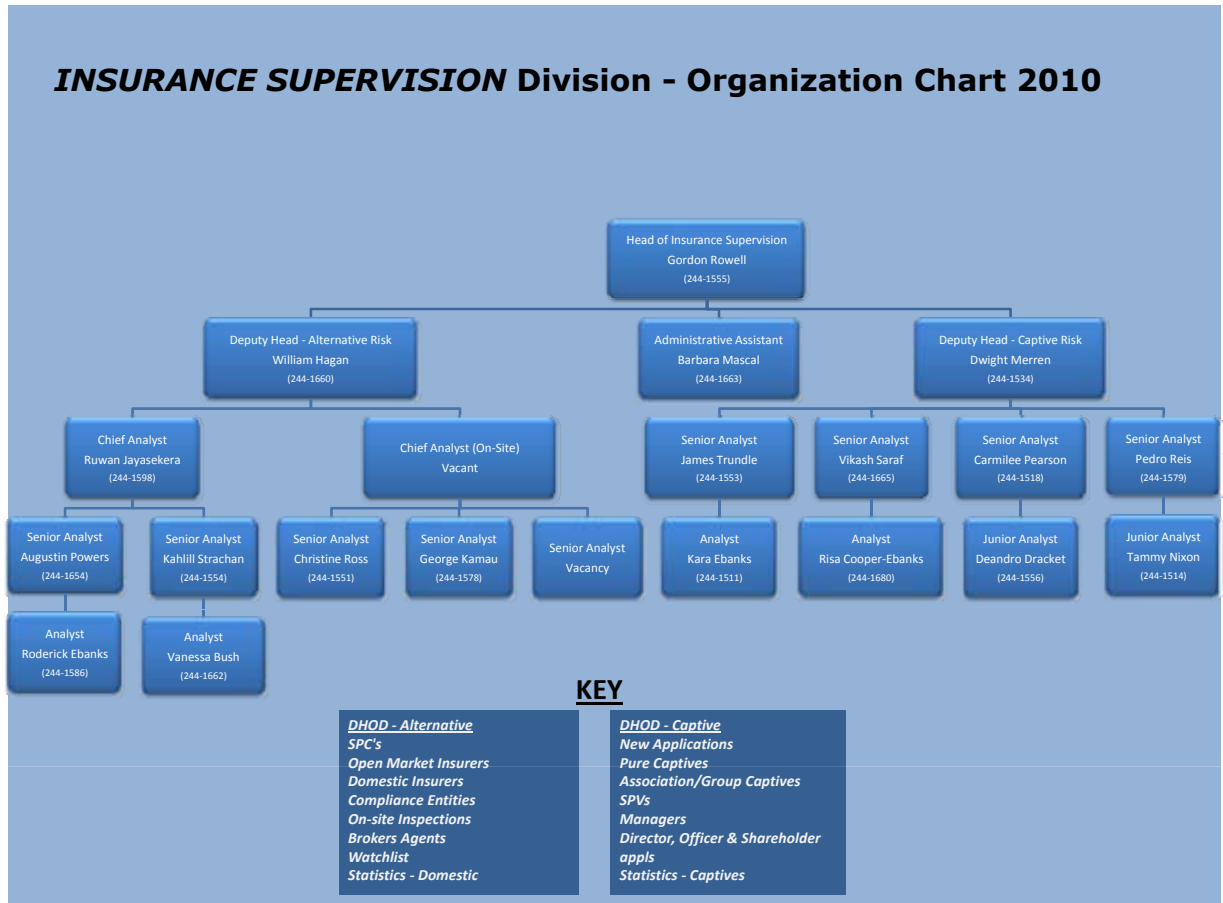 INSURANCE SUPERVISION Division - Organization Chart 2010
Head of Insurance Supervision
Gordon Rowell
(244-1555)
Deputy Head - Alternative Risk
William Hagan
(244-1660)
Administrative Assistant
Barbara Mascal
(244-1663)
Deputy Head - Captive Risk
Dwight Merren
(244-1534)
Chief Analyst
Ruwan Jayasekera
(244-1598)
Chief Analyst (On-Site)
Vacant
Senior Analyst
James Trundle
(244-1553)
Senior Analyst
Vikash Saraf
(244-1665)
Senior Analyst
Carmilee Pearson
(244-1518)
Senior Analyst
Pedro Reis
(244-1579)
Senior Analyst
Augustin Powers
(244-1654)
Senior Analyst
Kahlill Strachan
(244-1554)
Senior Analyst
Christine Ross
(244-1551)
Senior Analyst
George Kamau
(244-1578)
Senior Analyst
Vacancy
Analyst
Kara Ebanks
(244-1511)
Analyst
Risa Cooper-Ebanks
(244-1680)
Junior Analyst
Deandro Dracket
(244-1556)
Junior Analyst
Tammy Nixon
(244-1514)
Analyst
Roderick Ebanks
(244-1586)
Analyst
Vanessa Bush
(244-1662)
KEY
DHOD - Alternative
SPC's
Open Market Insurers
Domestic Insurers
Compliance Entities
On-site Inspections
Brokers Agents
Watchlist
Statistics - Domestic
DHOD - Captive
New Applications
Pure Captives
Association/Group Captives
SPVs
Managers
Director, Officer & Shareholder
appls
Statistics - Captives